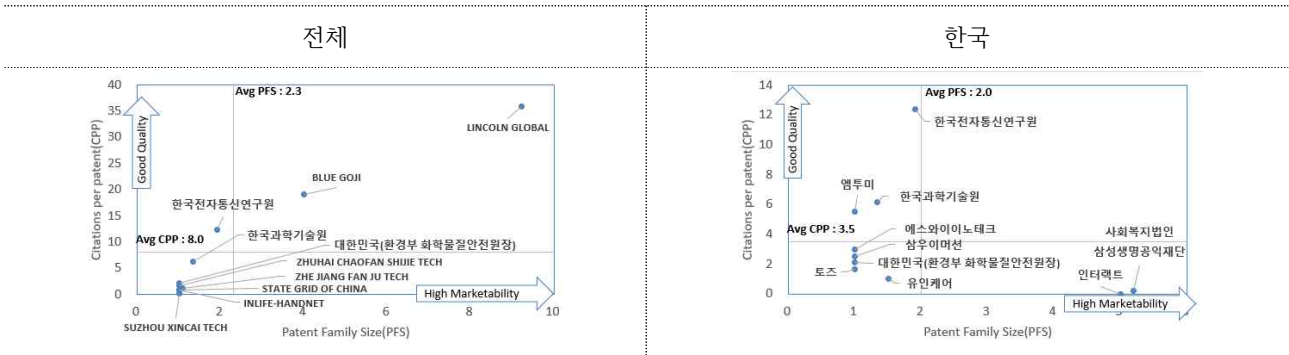 전체
한국
40
35
30
25
20
15
10
5
0
Citations per patent(CPP)
Good Quality
Avg PFS : 2.3
LINCOLN GLOBAL
BLUE GOJI
한국전자통신연구원
Avg CPP : 8.0
한국과학기술원
대한민국(환경부 화학물질안전원장)
ZHUHAI CHAOFAN SHIJIE TECH
ZHE JIANG FAN JU TECH
STATE GRID OF CHINA
INLIFE-HANDNET
SUZHOU XINCAI TECH
High Marketability
0
2
4
6
8
10
Patent Family Size(PFS)
14
12
10
8
6
4
2
0
Citations per patent(CPP)
Good Quality
Avg PFS : 2.0
한국전자통신연구원
엠투미
한국과학기술원
Avg CPP : 3.5
에스와이이노테크
사회복지법인
삼우이머션
삼성생명공익재단
대한민국(환경부 화학물질안전원장)
토즈
유인케어
인터랙트
High Marketability
0
1
2
3
4
Patent Family Size(PFS)